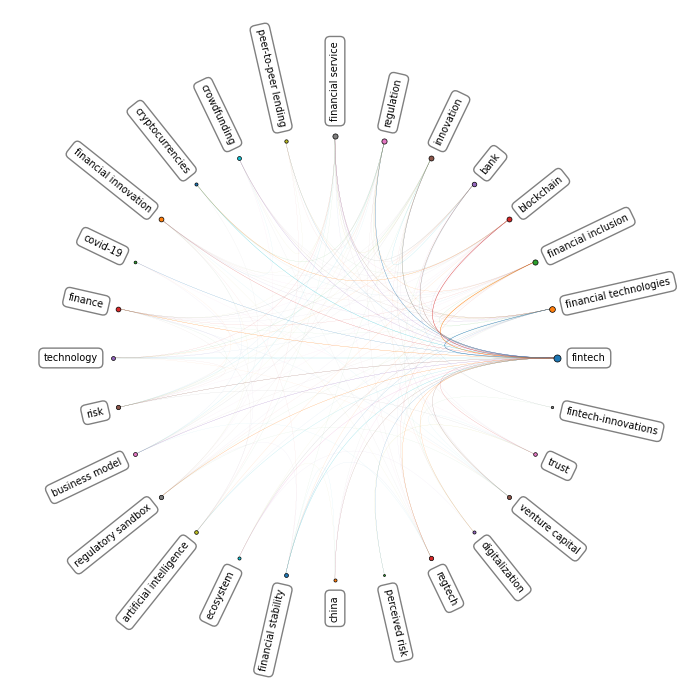 peer-to-peer lending
financial service
regulation
innovation
crowdfunding
bank
cryptocurrencies
blockchain
financial innovation
financial inclusion
covid-19
financial technologies
finance
fintech
technology
fintech-innovations
risk
trust
business model
venture capital
regulatory sandbox
digitalization
artificial intelligence
regtech
ecosystem
perceived risk
financial stability
china